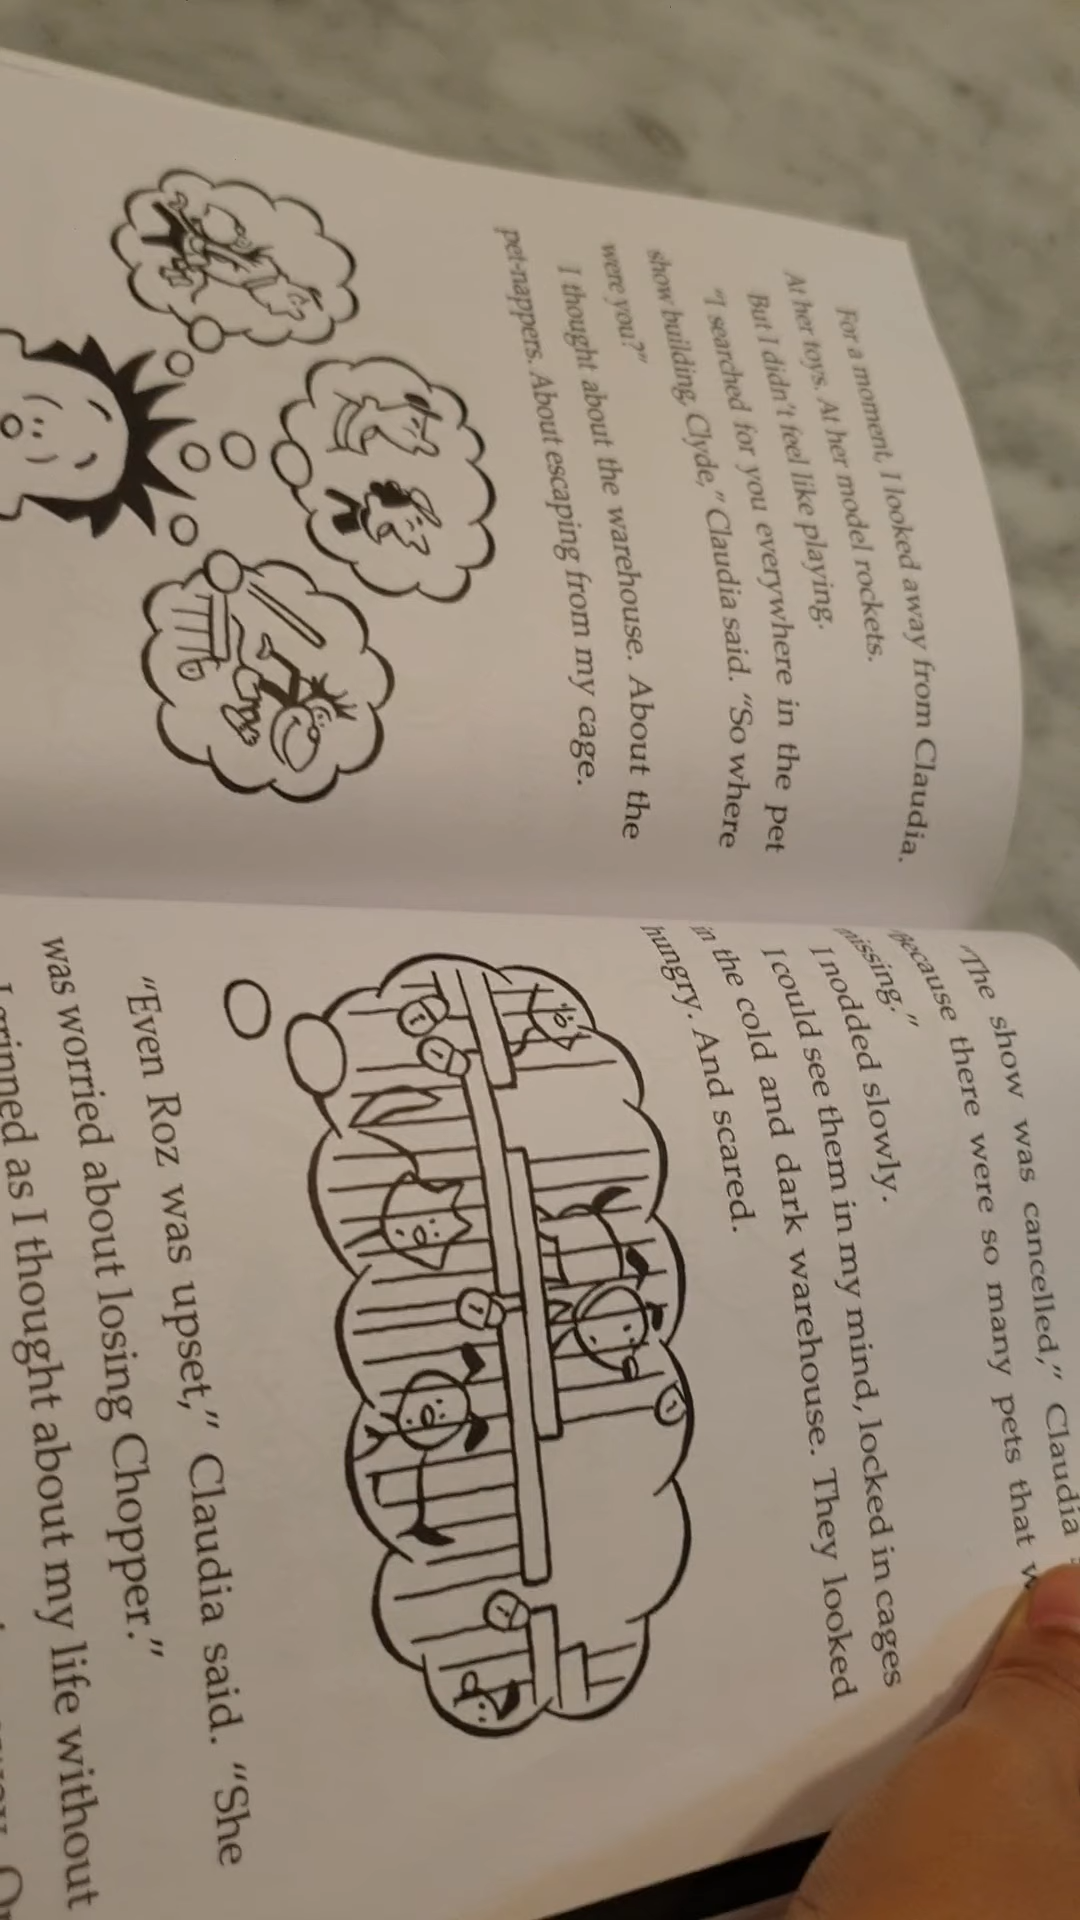 For a moment, I looked away from Claudia.
At her toys. At her model rockets.
But I didn't feel like playing.
"I searched for you everywhere in the pet
show building, Clyde," Claudia said. "So where
were you?"
I thought about the warehouse. About the
pet-nappers. About escaping from my cage.
"The show was cancelled," Claudia
"Because there were so many pets that
missing."
I nodded slowly.
I could see them in my mind, locked in cages
in the cold and dark warehouse. They looked
hungry. And scared.
"Even Roz was upset," Claudia said. "She
was worried about losing Chopper."
I grinned as I thought about my life without